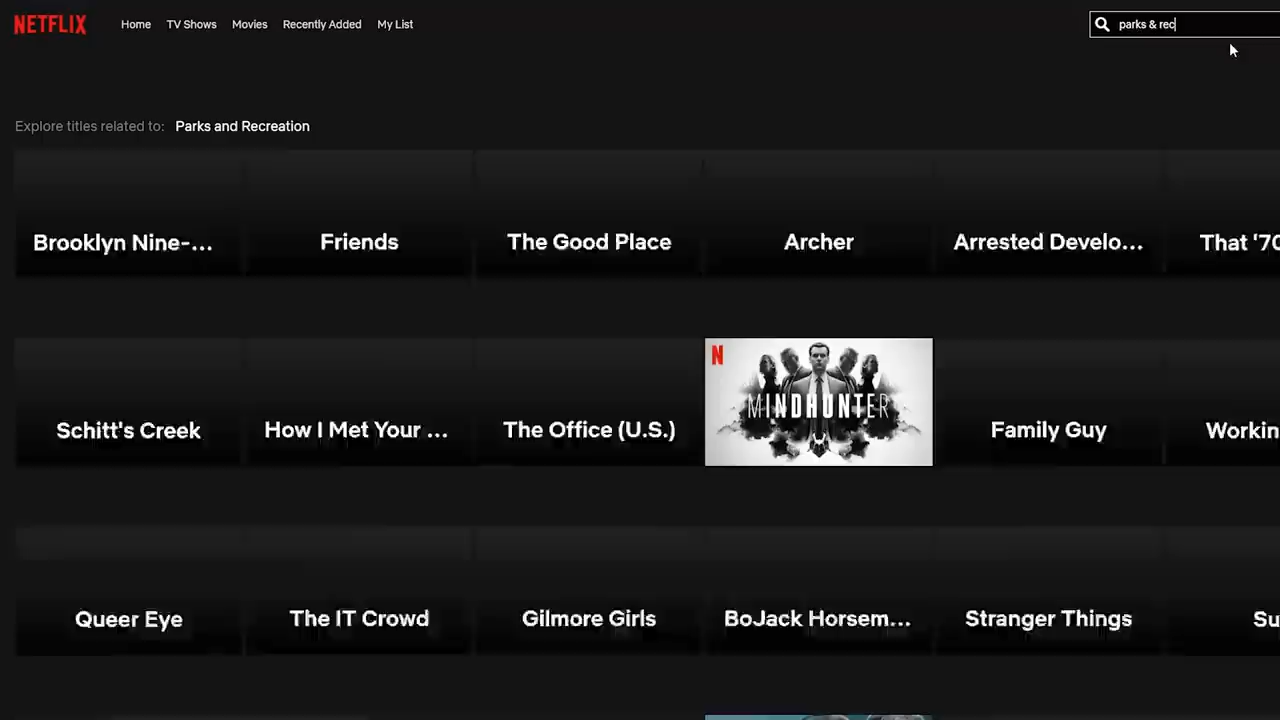 NETFLIX Home TV Shows Movies Recently Added My List parks & rec
Explore titles related to: Parks and Recreation
Brooklyn Nine-... Friends The Good Place Archer Arrested Develo... That '70
Schitt's Creek How I Met Your ... The Office (U.S.) N MINDHUNTER Family Guy Workin
Queer Eye The IT Crowd Gilmore Girls BoJack Horsem... Stranger Things Su